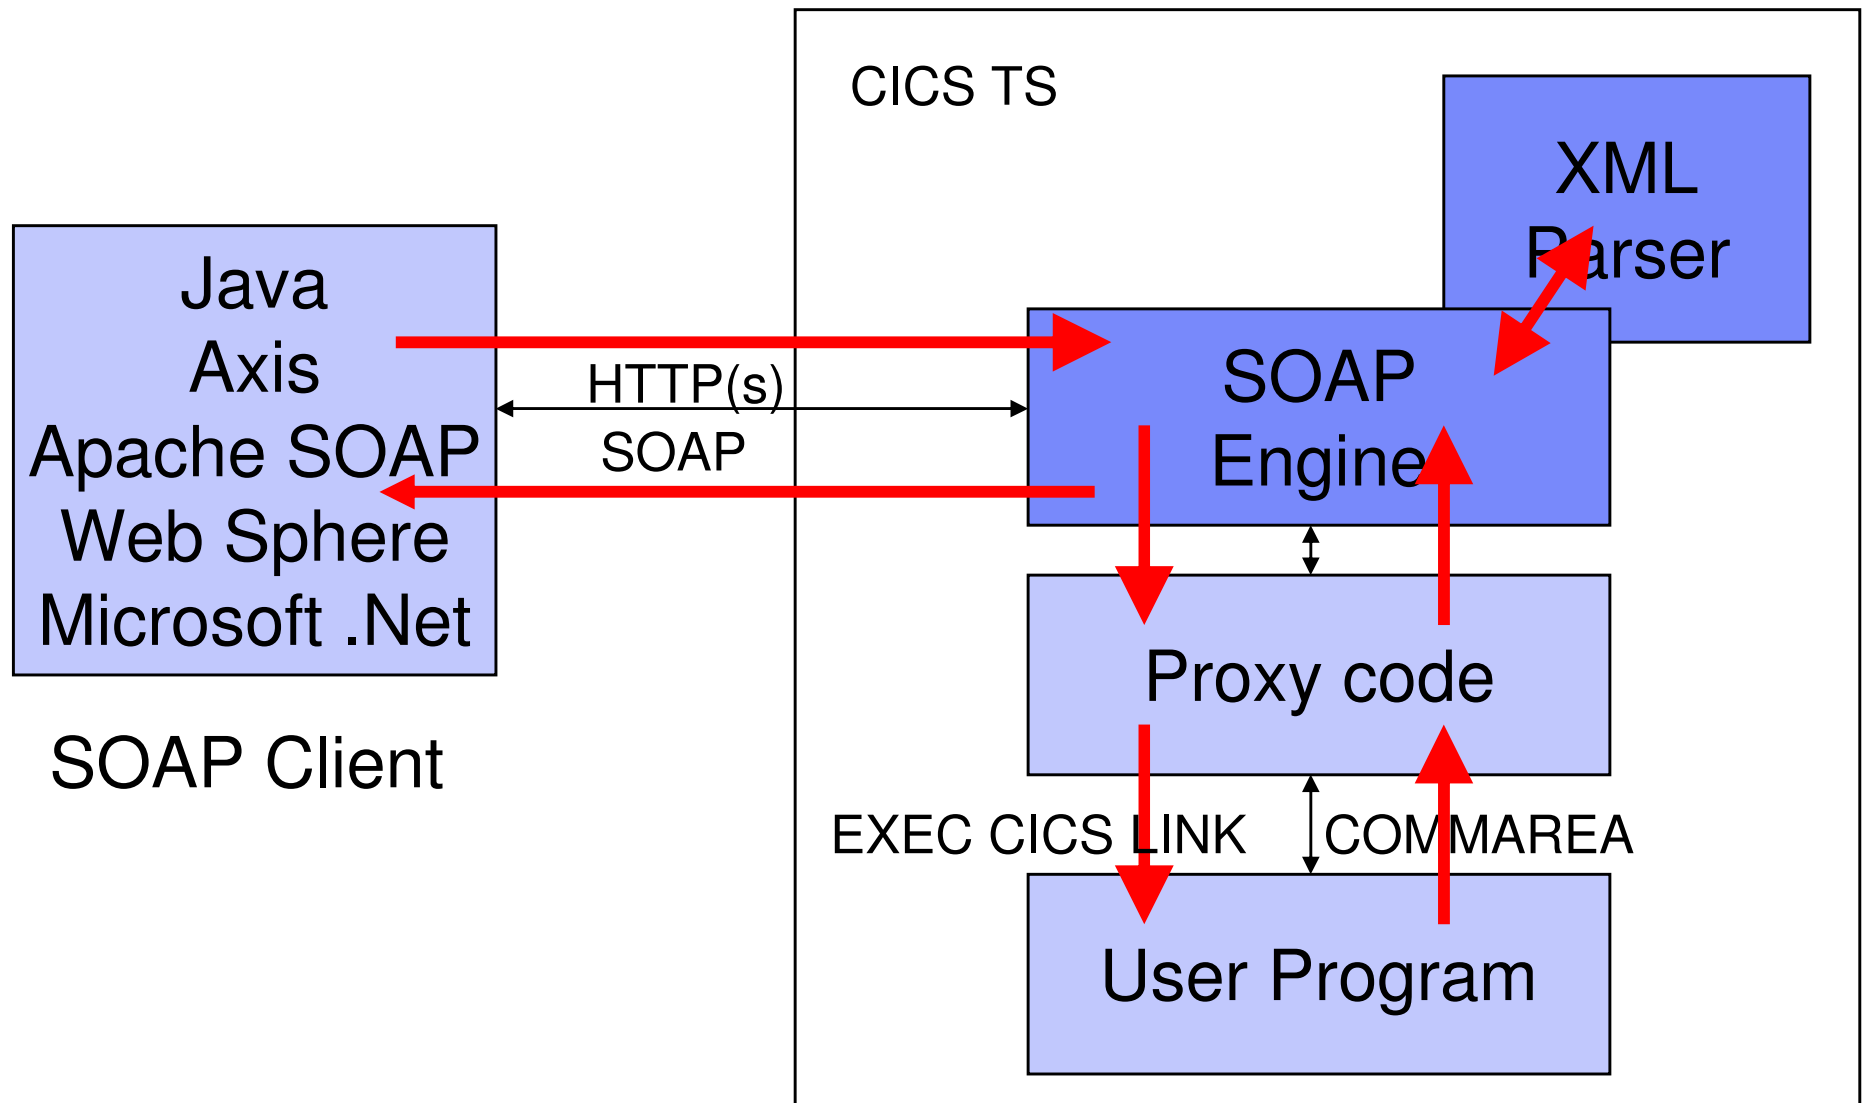 CICS TS
XML
Parser
Java
Axis
Apache SOAP
Web Sphere
Microsoft .Net
SOAP Client
HTTP(s)
SOAP
SOAP
Engine
Proxy code
EXEC CICS LINK
COMMAREA
User Program